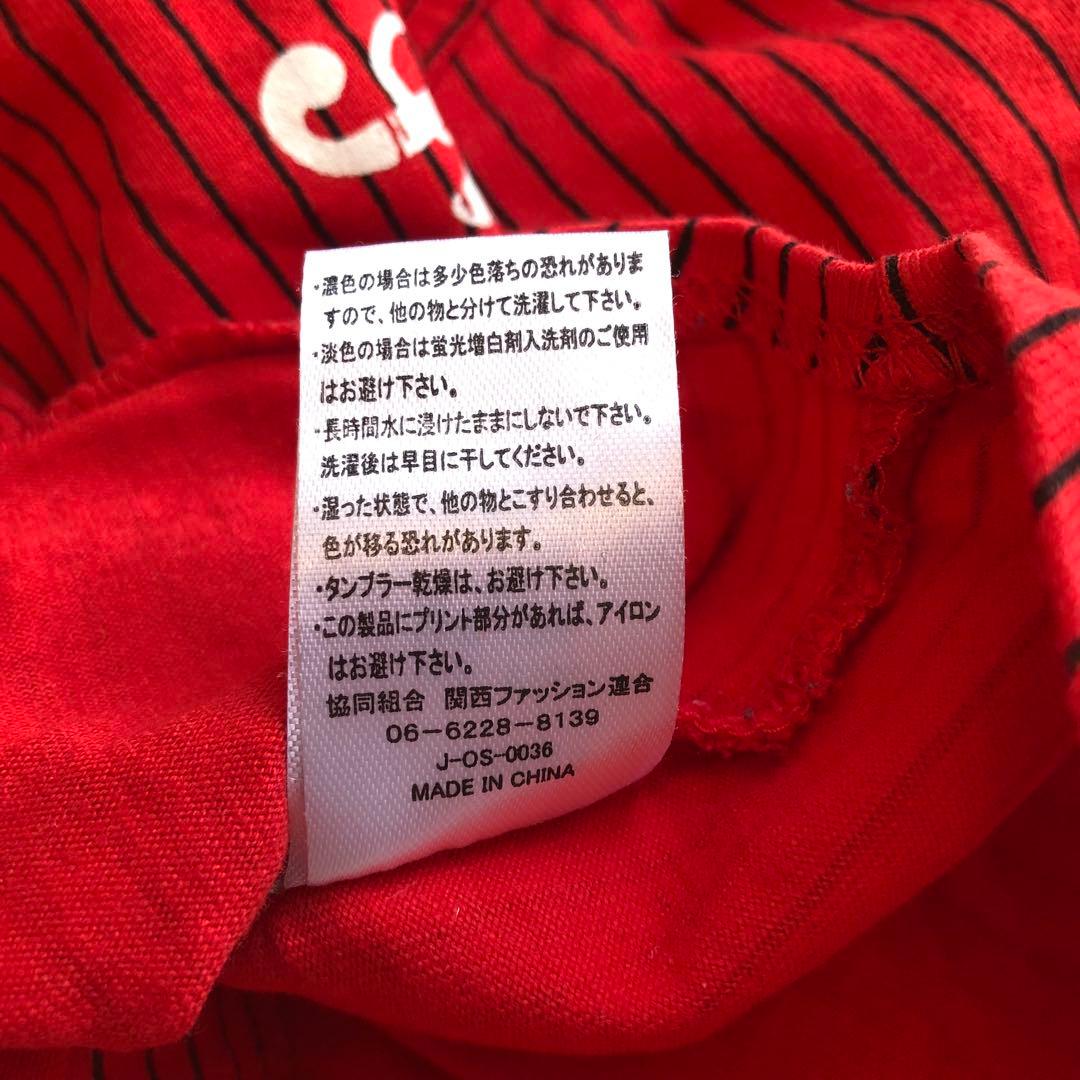 ・濃色の場合は多少色落ちの恐れがありま
すので、他の物と分けて洗濯して下さい。
・淡色の場合は蛍光増白剤入洗剤のご使用
はお避け下さい。
・長時間水に浸けたままにしないで下さい。
洗濯後は早目に干してください。
・湿った状態で、他の物とこすり合わせると、
色が移る恐れがあります。
・タンブラー乾燥は、お避け下さい。
・この製品にプリント部分があれば、アイロン
はお避け下さい。
協同組合 関西ファッション連合
06-6228-8139
J-OS-0036
MADE IN CHINA